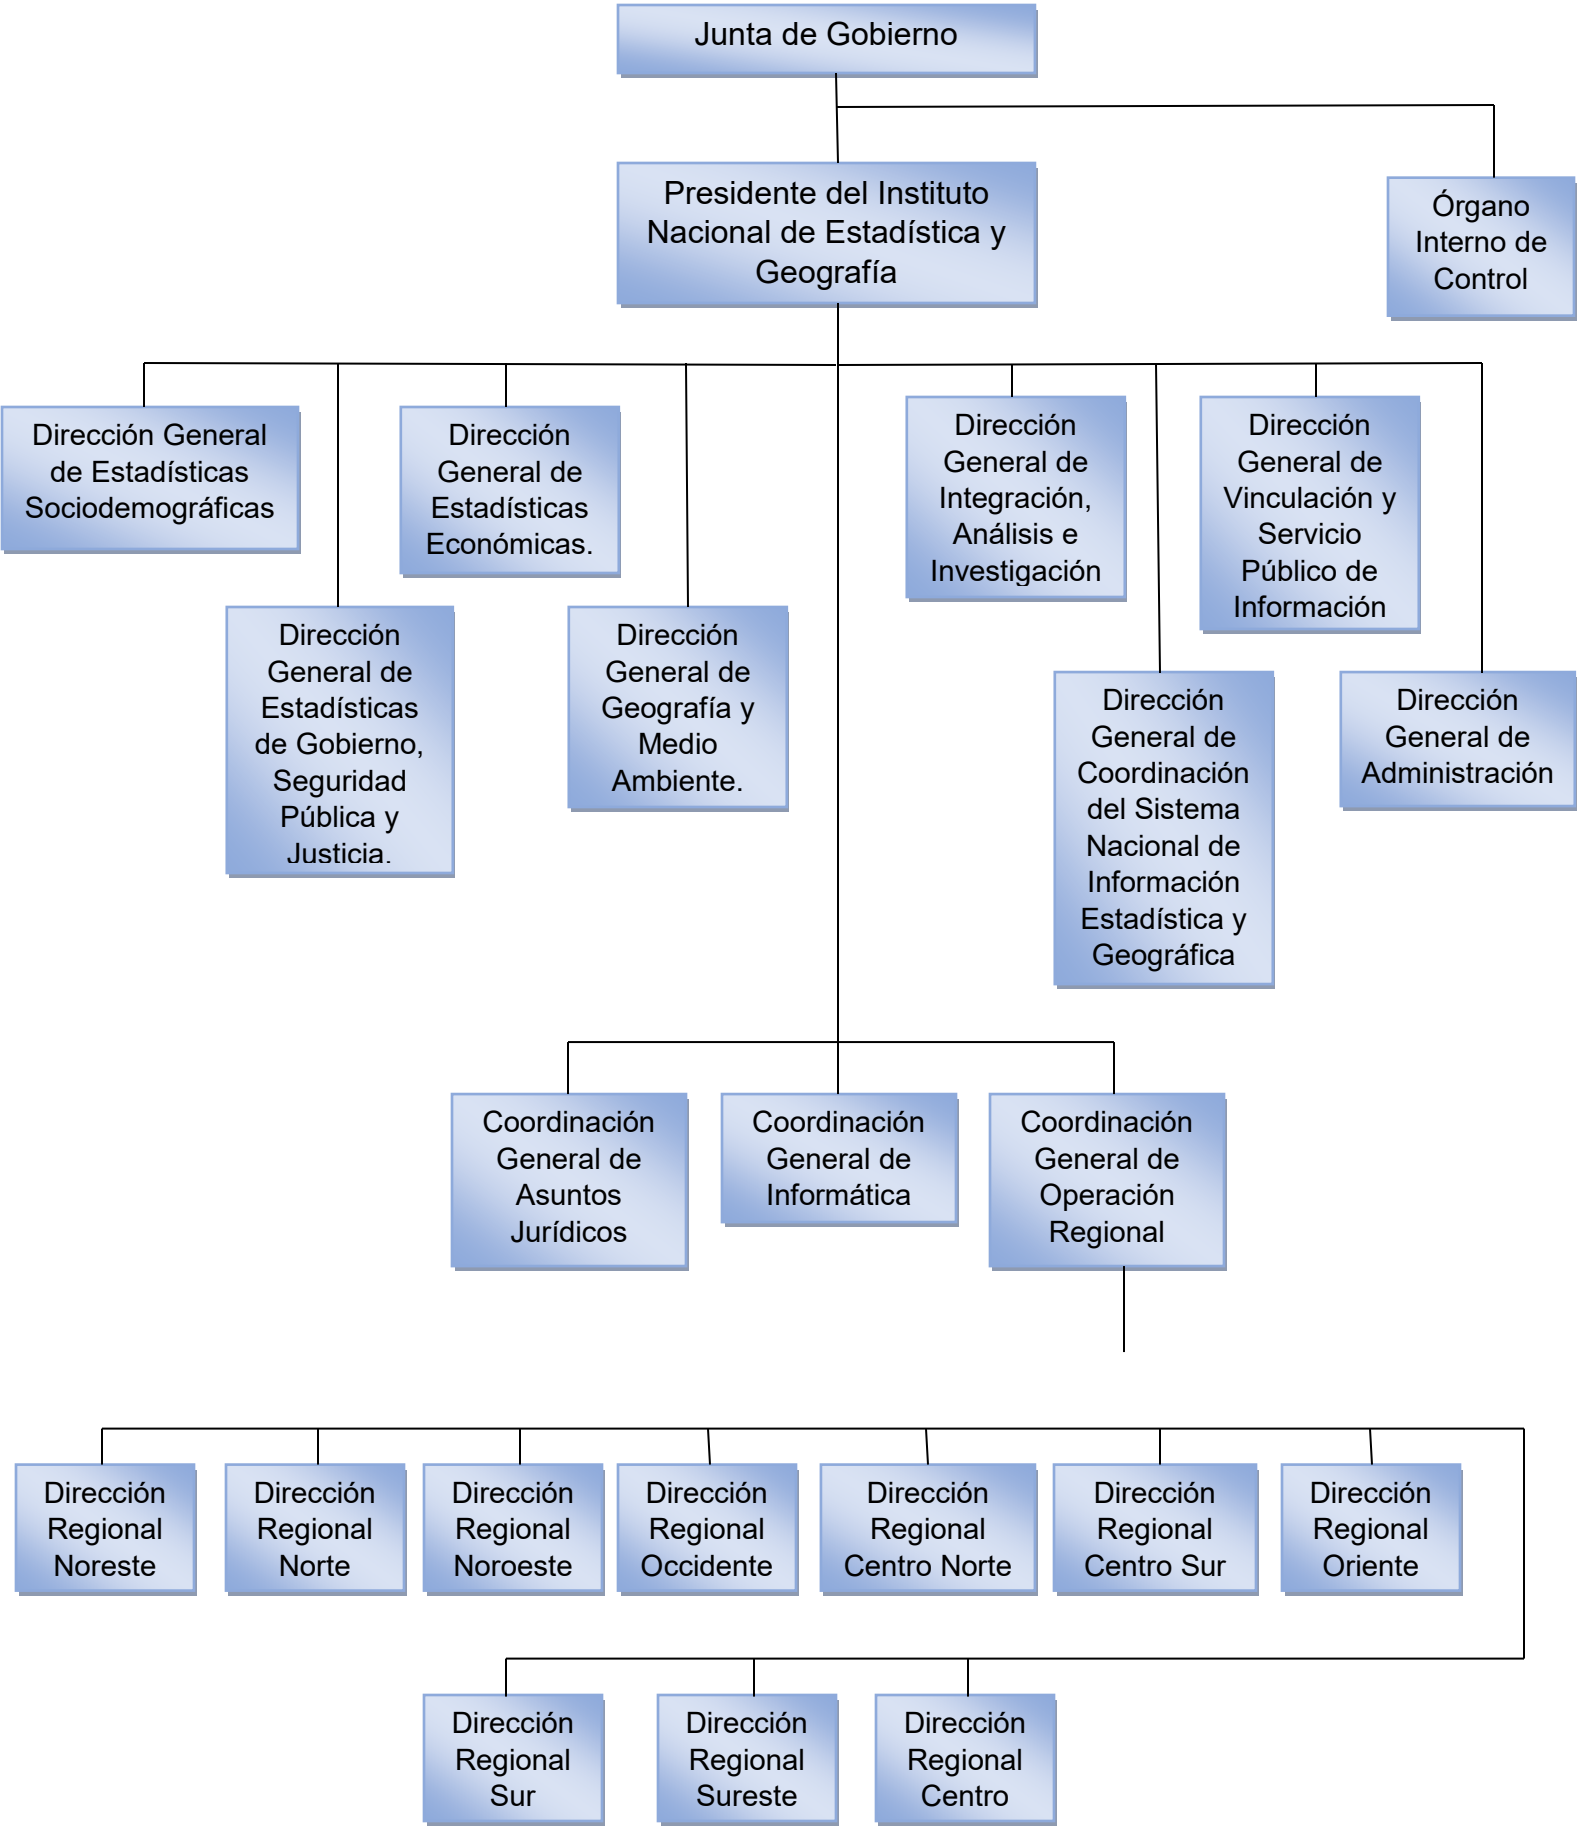 Junta de Gobierno
Presidente del Instituto
Nacional de Estadística y
Geografía
Órgano
Interno de
Control
Dirección General
de Estadísticas
Sociodemográficas
Dirección
General de
Estadísticas
Económicas.
Dirección
General de
Integración,
Análisis e
Investigación
Dirección
General de
Vinculación y
Servicio
Público de
Información
Dirección
General de
Estadísticas
de Gobierno,
Seguridad
Pública y
Justicia.
Dirección
General de
Geografía y
Medio
Ambiente.
Dirección
General de
Coordinación
del Sistema
Nacional de
Información
Estadística y
Geográfica
Dirección
General de
Administración
Coordinación
General de
Asuntos
Jurídicos
Coordinación
General de
Informática
Coordinación
General de
Operación
Regional
Dirección
Regional
Noreste
Dirección
Regional
Norte
Dirección
Regional
Noroeste
Dirección
Regional
Occidente
Dirección
Regional
Centro Norte
Dirección
Regional
Centro Sur
Dirección
Regional
Oriente
Dirección
Regional
Sur
Dirección
Regional
Sureste
Dirección
Regional
Centro